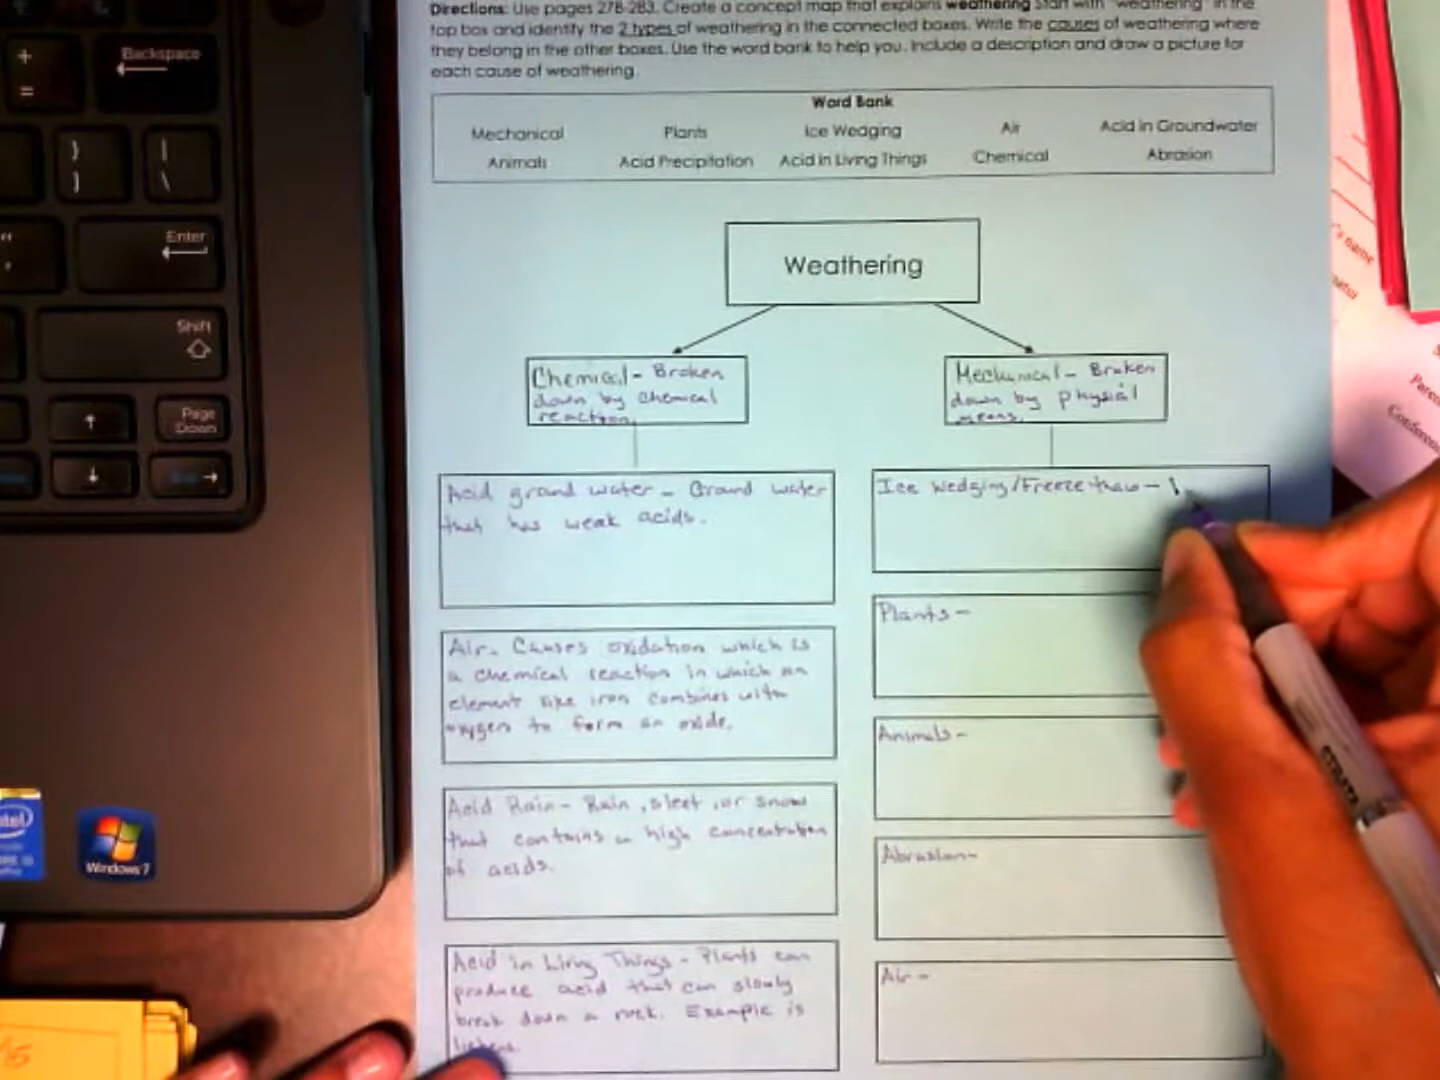 Directions: Use pages 278-283. Create a concept map that explains weathering Start with "weathering" in the
top box and identify the 2 types of weathering in the connected boxes. Write the causes of weathering where
they belong in the other boxes. Use the word bank to help you. Include a description and draw a picture for
each cause of weathering.
Word Bank
Mechanical Plants Ice Wedging Air Acid in Groundwater
Animals Acid Precipitation Acid in Living Things Chemical Abrasion
Weathering
Chemical - Broken
down by chemical
reaction.
Mechanical - Broken
down by physical
means.
Acid ground water - Ground water
that has weak acids.
Air - Causes oxidation which is
a chemical reaction in which an
element like iron combines with
oxygen to form an oxide.
Acid Rain - Rain, sleet, or snow
that contains a high concentration
of acids.
Acid in Living Things - Plants can
produce acid that can slowly
break down a rock. Example is
Ice Wedging/Freeze thaw -
Plants -
Animals -
Abrasion -
Air -
+
=
Backspace
}
]
|
\
Enter
Shift
Page
Down
intel
Windows 7
's name
Conference